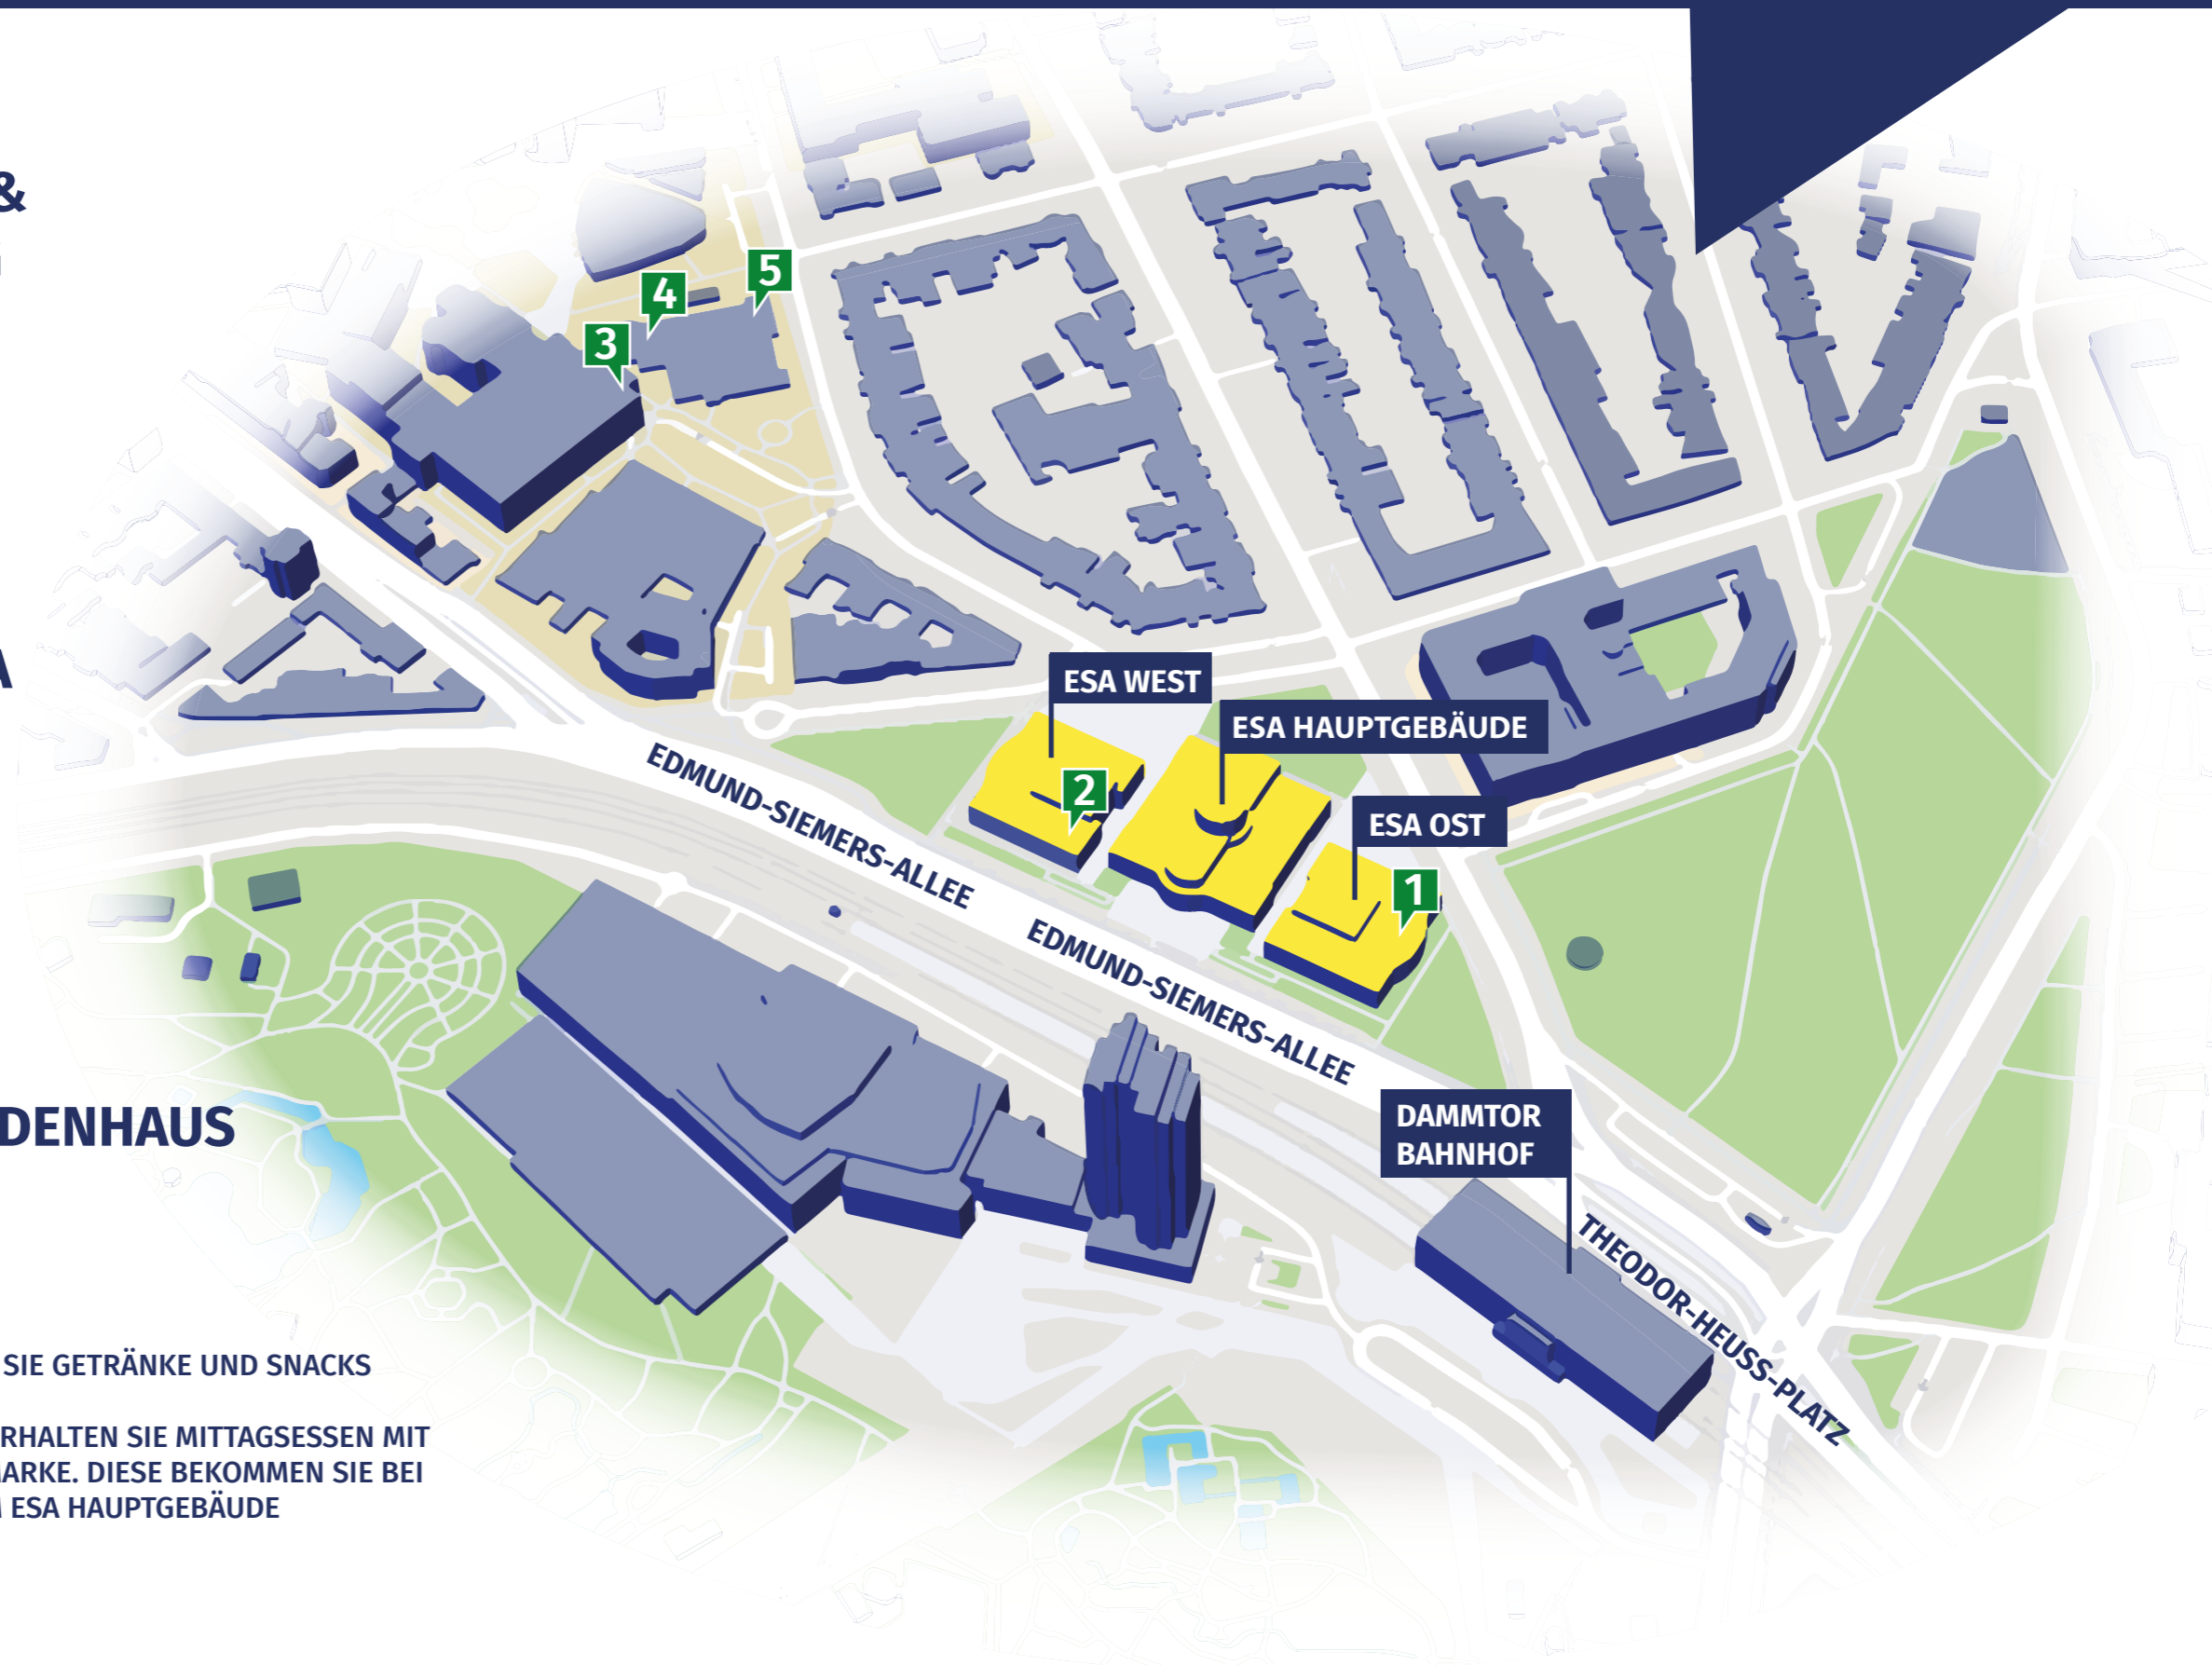 &
A
DENHAUS
SIE GETRÄNKE UND SNACKS
RHALTEN SIE MITTAGSESSEN MIT
MARKE. DIESE BEKOMMEN SIE BEI
ESA HAUPTGEBÄUDE
5
4
3
ESA WEST
ESA HAUPTGEBÄUDE
2
ESA OST
1
EDMUND-SIEMERS-ALLEE
EDMUND-SIEMERS-ALLEE
DAMMTOR
BAHNHOF
THEODOR-HEUSS-PLATZ